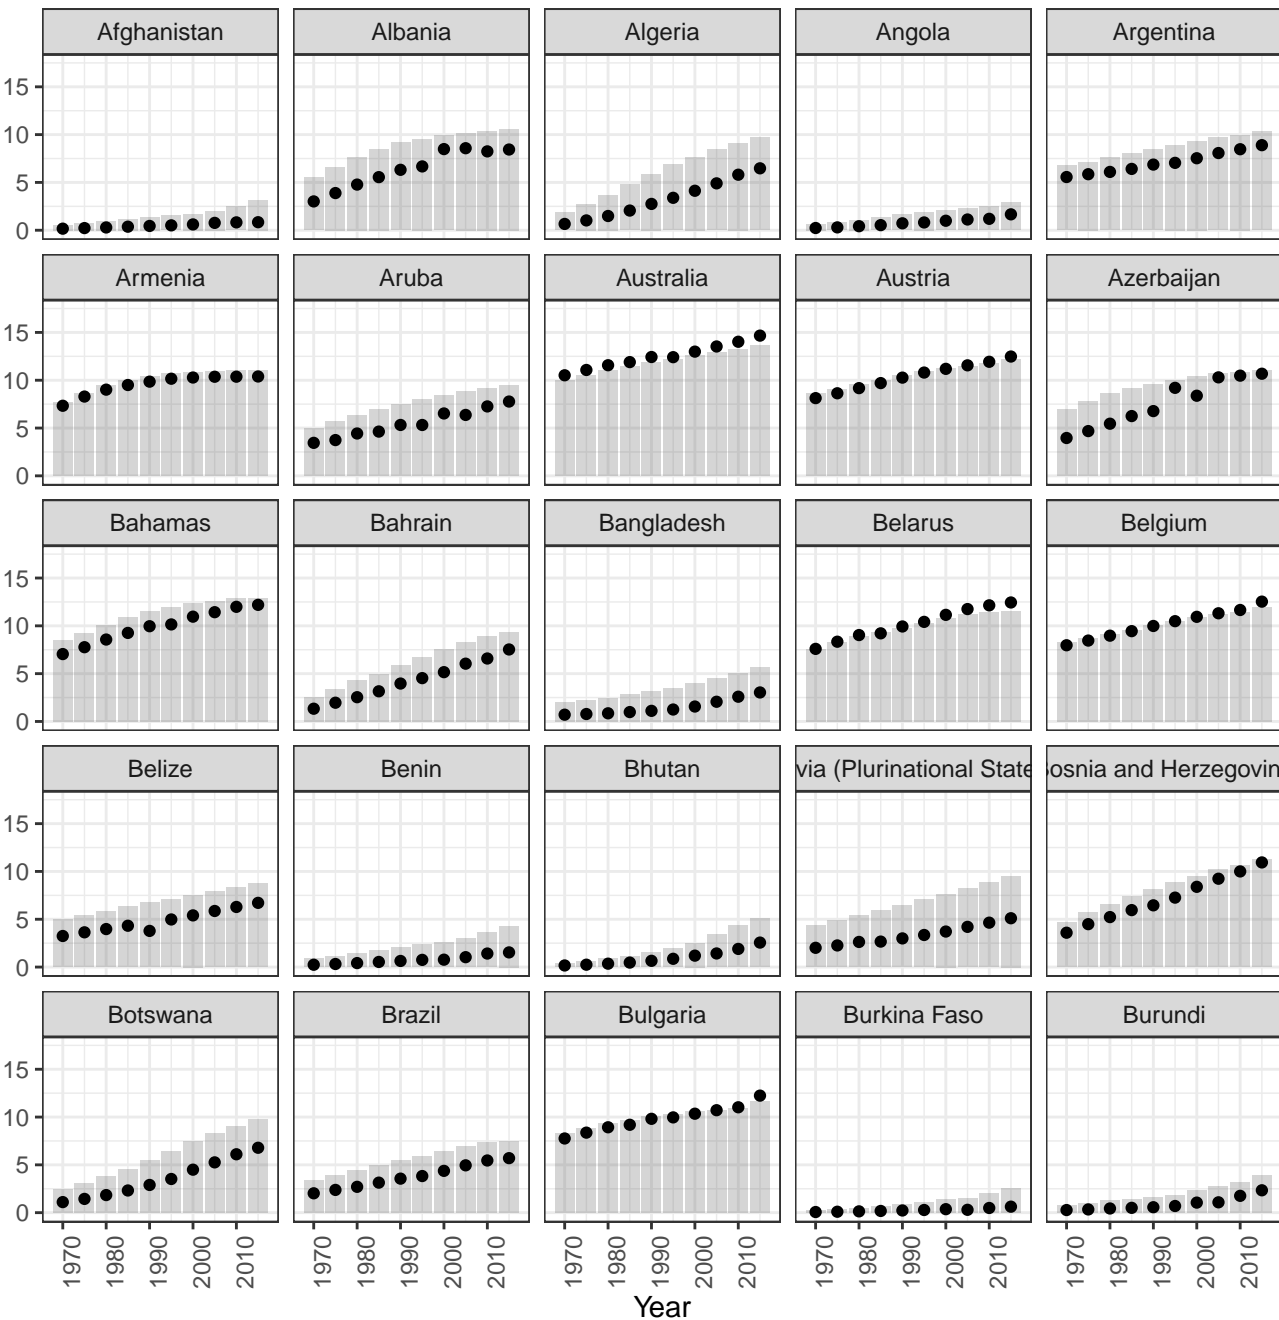 Afghanistan Albania Algeria Angola Argentina
15
10
5
0
Armenia Aruba Australia Austria Azerbaijan
15
10
5
0
Bahamas Bahrain Bangladesh Belarus Belgium
15
10
5
0
Belize Benin Bhutan via (Plurinational State Bosnia and Herzegovin
15
10
5
0
Botswana Brazil Bulgaria Burkina Faso Burundi
15
10
5
0
1970 1980 1990 2000 2010 1970 1980 1990 2000 2010 1970 1980 1990 2000 2010 1970 1980 1990 2000 2010 1970 1980 1990 2000 2010
Year